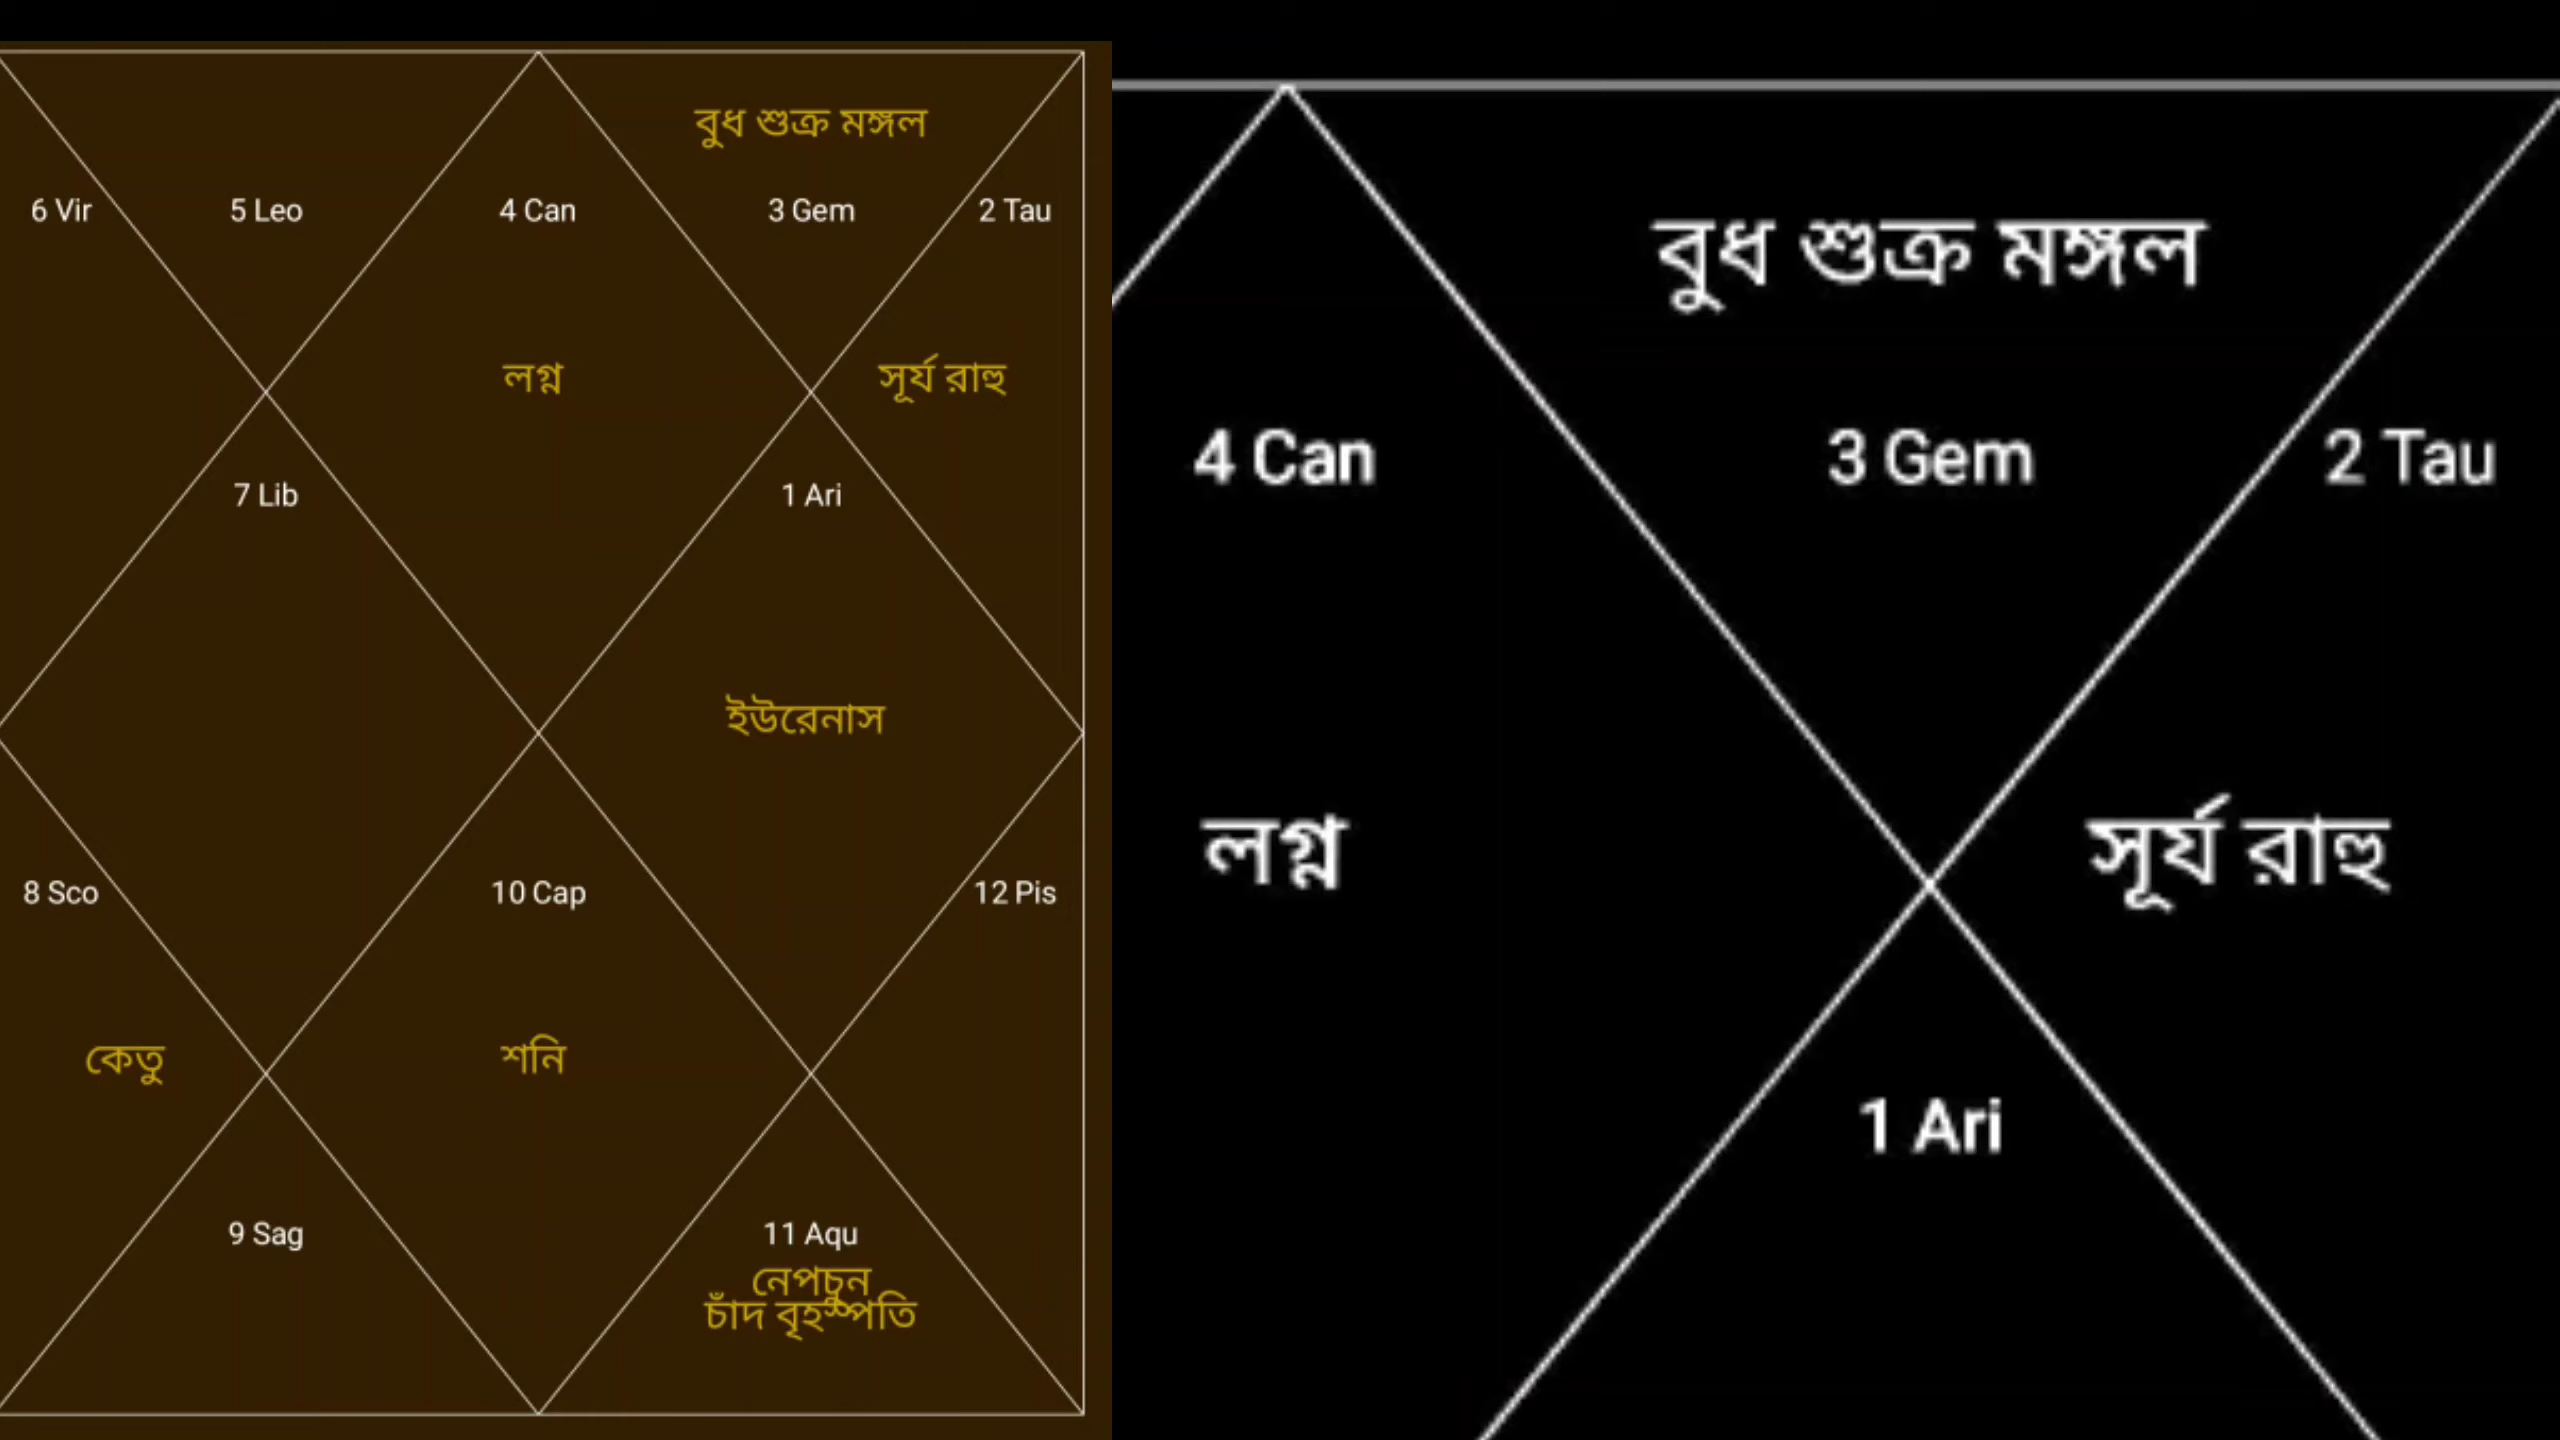 বুধ শুক্র মঙ্গল
6 Vir
5 Leo
4 Can
3 Gem
2 Tau
লগ্ন
সূর্য রাহু
7 Lib
1 Ari
ইউরেনাস
8 Sco
10 Cap
12 Pis
কেতু
শনি
9 Sag
11 Aqu
নেপচুন
চাঁদ বৃহস্পতি
বুধ শুক্র মঙ্গল
4 Can
3 Gem
2 Tau
লগ্ন
সূর্য রাহু
1 Ari